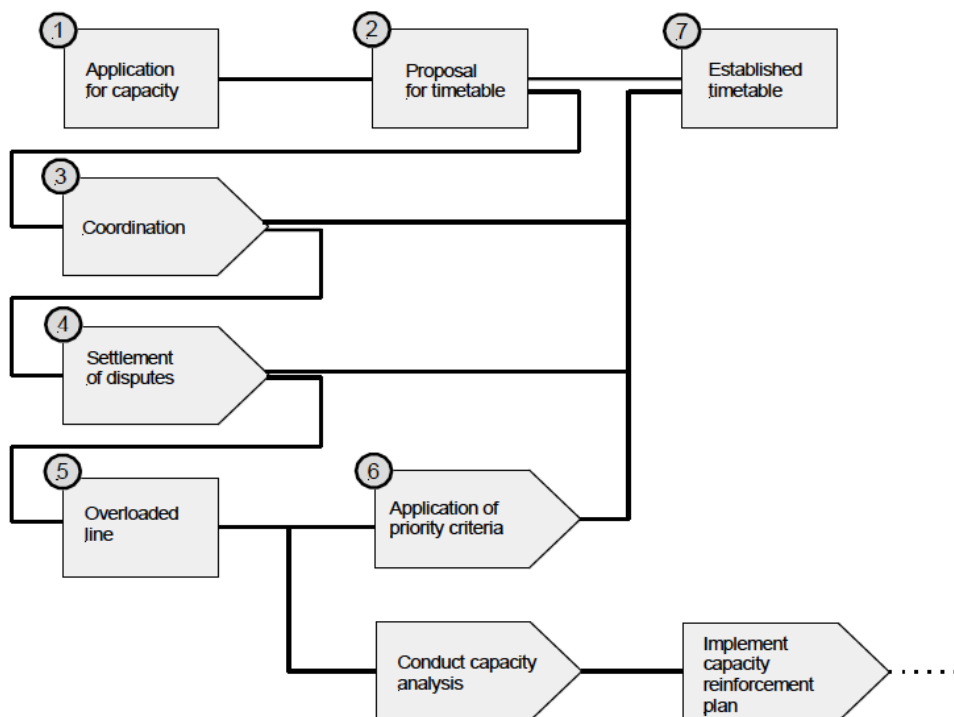 1
Application
for capacity
2
Proposal
for timetable
7
Established
timetable
3
Coordination
4
Settlement
of disputes
5
Overloaded
line
6
Application of
priority criteria
Conduct capacity
analysis
Implement
capacity
reinforcement
plan